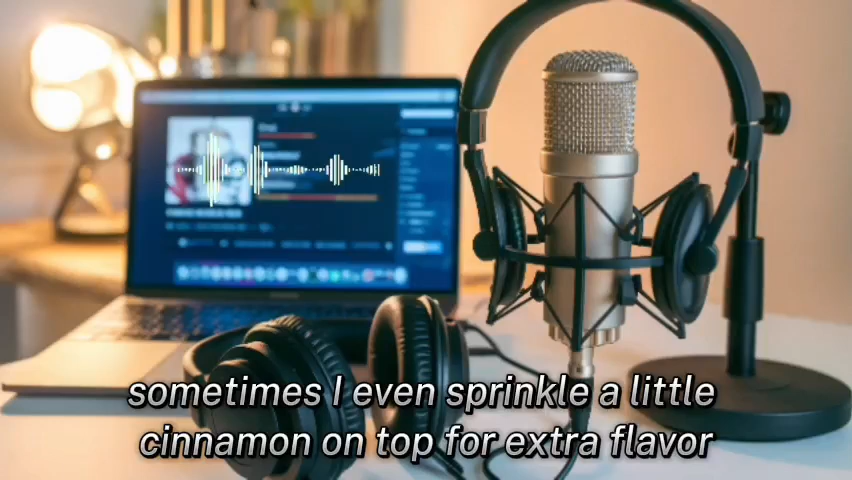 sometimes I even sprinkle a little
cinnamon on top for extra flavor